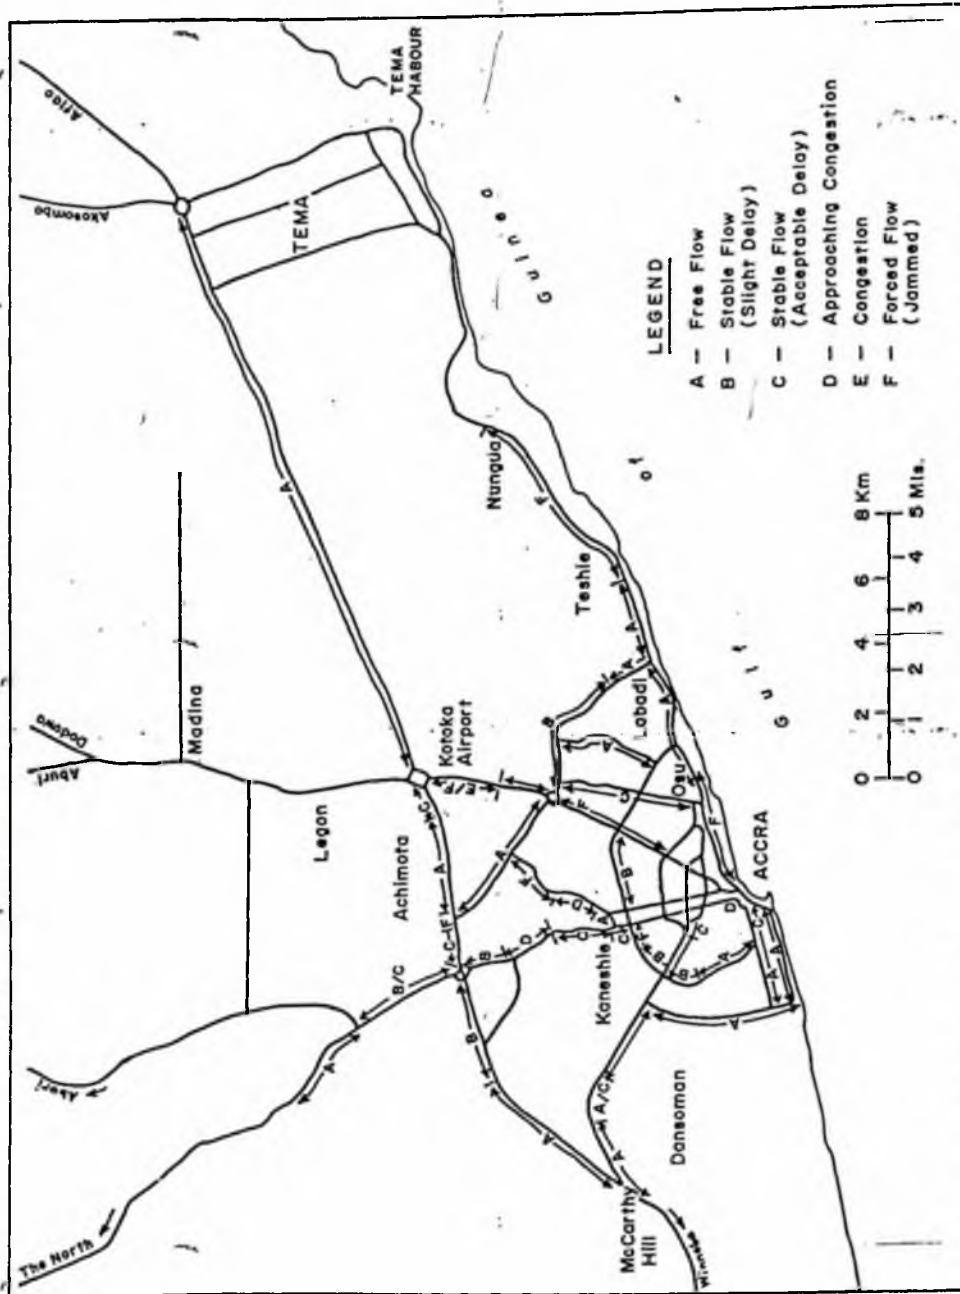 The North
Aburi
Aburi
Dodowa
Akosombo
Aflao
Madina
Legon
Achimota
Kotoka
Airport
TEMA
TEMA
HABOUR
Nungua
Teshie
Labadi
Osu
ACCRA
Kaneshie
Dansoman
McCarthy
Hill
Winneba
Gulf
of
Guinea
A
B/C
A
B
A
A
A/C
C
F
A
C
A
E/F
B
D
C
A
D
F
A
F
C
A
B
A
A
A
F
B
C
F
B
B
A
C
D
C
A
A
A
F
LEGEND
A — Free Flow
B — Stable Flow
(Slight Delay)
C — Stable Flow
(Acceptable Delay)
D — Approaching Congestion
E — Congestion
F — Forced Flow
(Jammed)
0 2 4 6 8 Km
0 1 2 3 4 5 Mls.